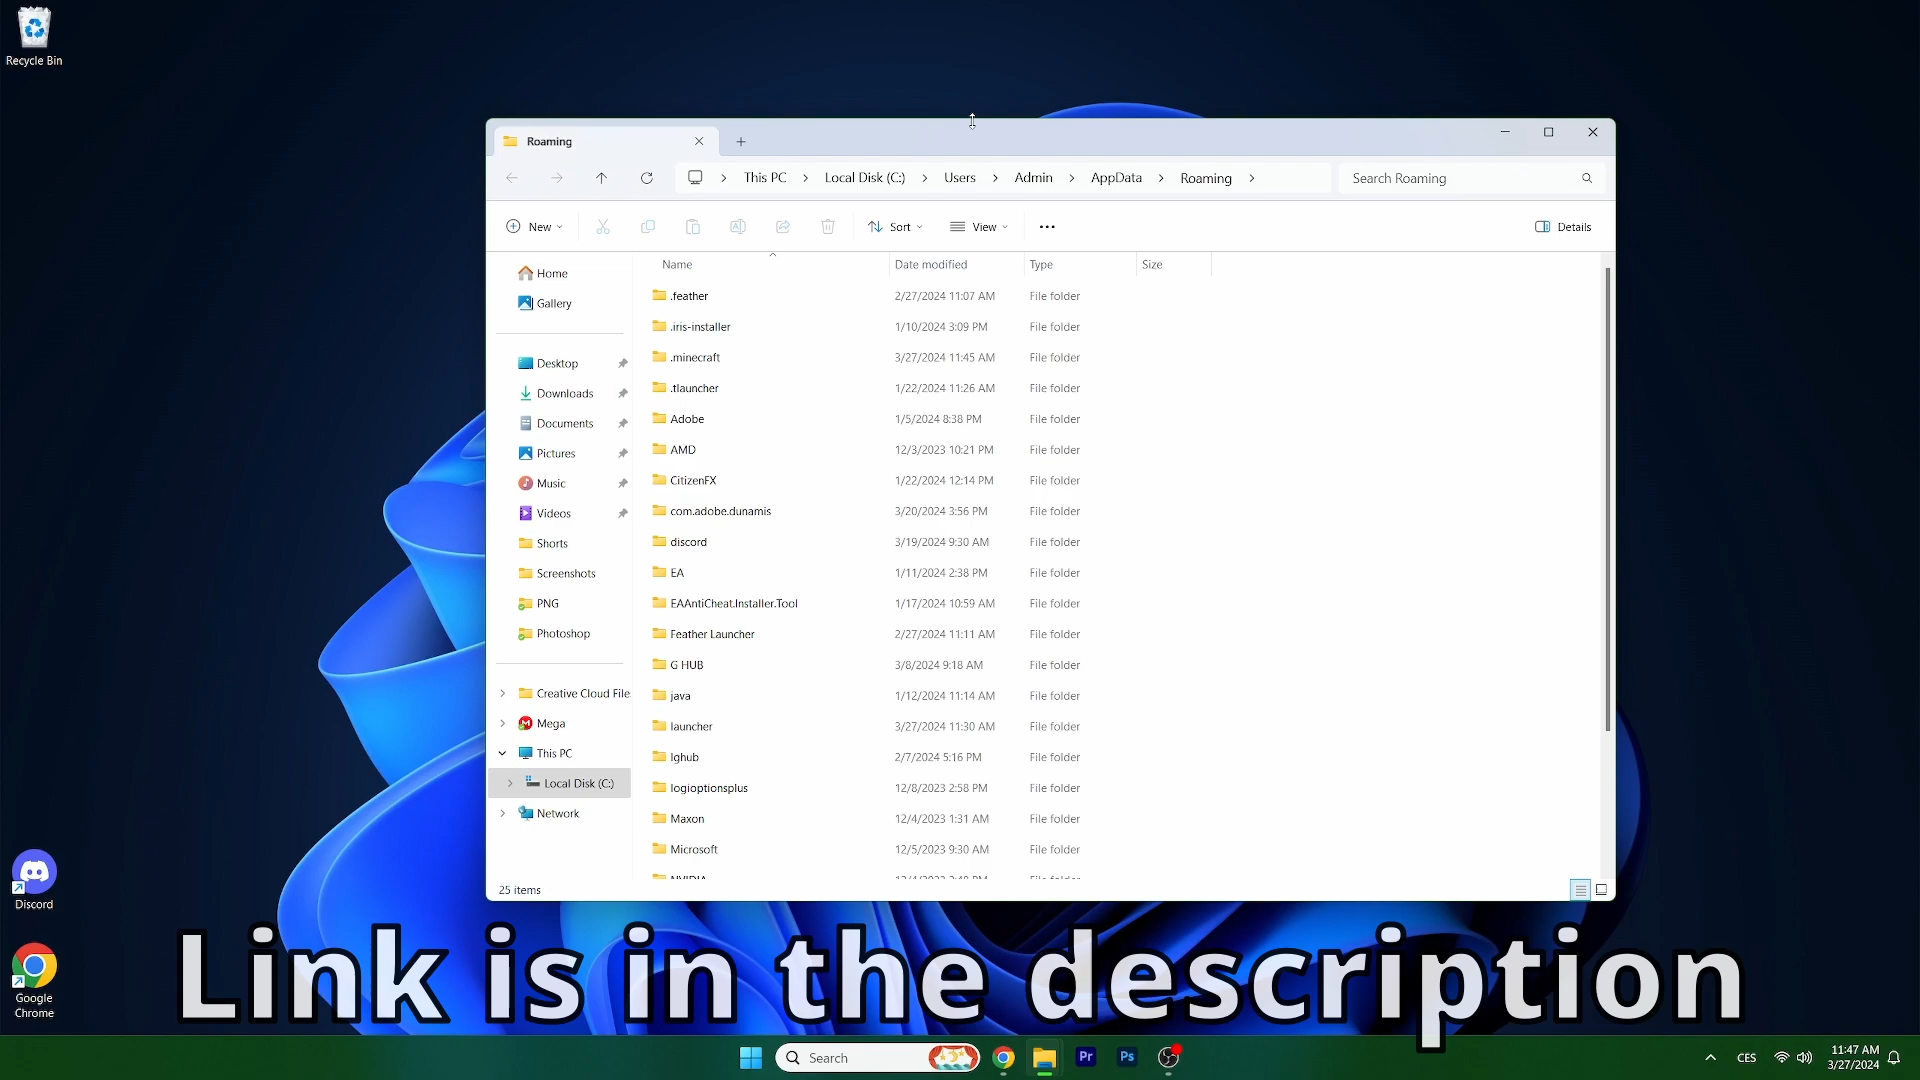 Recycle Bin
Roaming
This PC
Local Disk (C:)
Users
Admin
AppData
Roaming
Search Roaming
New
Sort
View
Details
Name
Date modified
Type
Size
Home
Gallery
Desktop
Downloads
Documents
Pictures
Music
Videos
Shorts
Screenshots
PNG
Photoshop
Creative Cloud File
Mega
This PC
Local Disk (C:)
Network
.feather 2/27/2024 11:07 AM File folder
.iris-installer 1/10/2024 3:09 PM File folder
.minecraft 3/27/2024 11:45 AM File folder
.tlauncher 1/22/2024 11:26 AM File folder
Adobe 1/5/2024 8:38 PM File folder
AMD 12/3/2023 10:21 PM File folder
CitizenFX 1/22/2024 12:14 PM File folder
com.adobe.dunamis 3/20/2024 3:56 PM File folder
discord 3/19/2024 9:30 AM File folder
EA 1/11/2024 2:38 PM File folder
EAAntiCheat.Installer.Tool 1/17/2024 10:59 AM File folder
Feather Launcher 2/27/2024 11:11 AM File folder
G HUB 3/8/2024 9:18 AM File folder
java 1/12/2024 11:14 AM File folder
launcher 3/27/2024 11:30 AM File folder
lghub 2/7/2024 5:16 PM File folder
logioptionsplus 12/8/2023 2:58 PM File folder
Maxon 12/4/2023 1:31 AM File folder
Microsoft 12/5/2023 9:30 AM File folder
25 items
Discord
Google
Chrome
Link is in the description
Search
Pr
Ps
CES
11:47 AM
3/27/2024